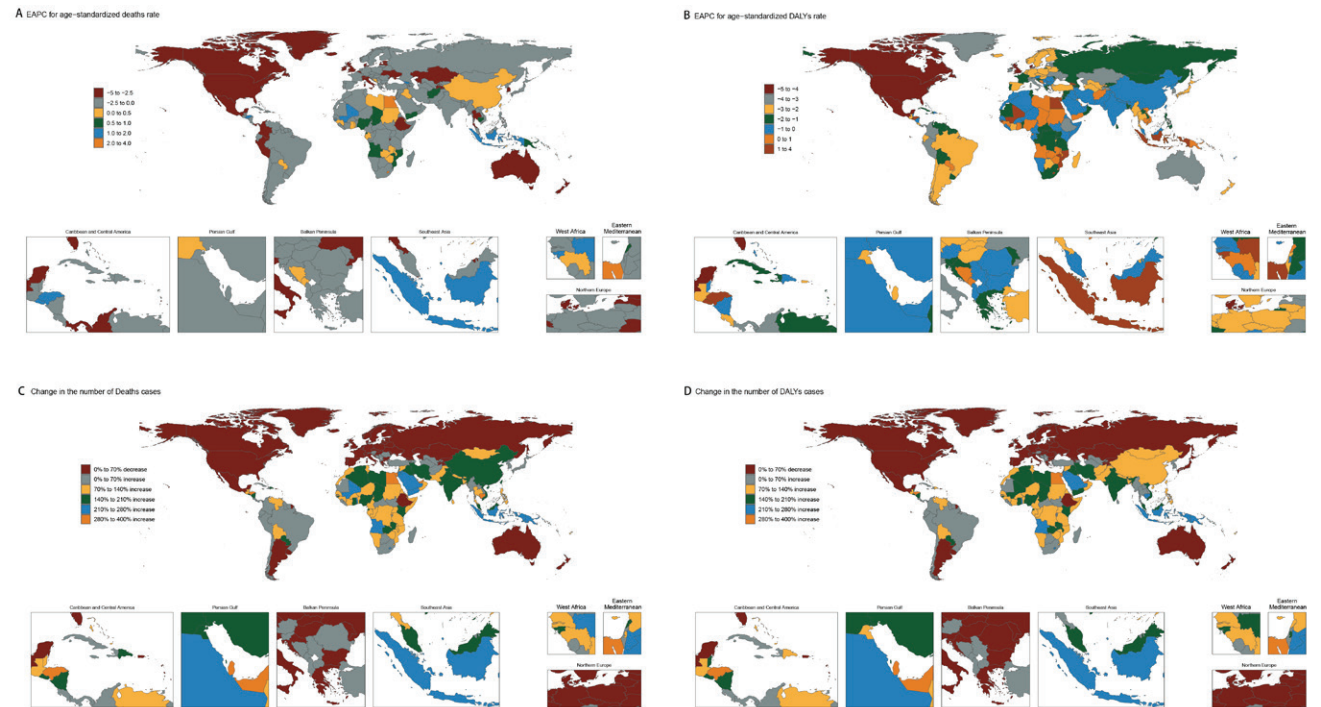 A EAPC for age-standardized deaths rate
-5 to -2.5
-2.5 to 0.0
0.0 to 0.5
0.5 to 1.0
1.0 to 2.0
2.0 to 4.0
Caribbean and Central America
Persian Gulf
Balkan Peninsula
Southeast Asia
West Africa
Eastern
Mediterranean
Northern Europe
B EAPC for age-standardized DALYs rate
-5 to -4
-4 to -3
-3 to -2
-2 to -1
-1 to 0
0 to 1
1 to 4
Caribbean and Central America
Persian Gulf
Balkan Peninsula
Southeast Asia
West Africa
Eastern
Mediterranean
Northern Europe
C Change in the number of Deaths cases
0% to 70% decrease
0% to 70% increase
70% to 140% increase
140% to 210% increase
210% to 280% increase
280% to 400% increase
Caribbean and Central America
Persian Gulf
Balkan Peninsula
Southeast Asia
West Africa
Eastern
Mediterranean
Northern Europe
D Change in the number of DALYs cases
0% to 70% decrease
0% to 70% increase
70% to 140% increase
140% to 210% increase
210% to 280% increase
280% to 400% increase
Caribbean and Central America
Persian Gulf
Balkan Peninsula
Southeast Asia
West Africa
Eastern
Mediterranean
Northern Europe